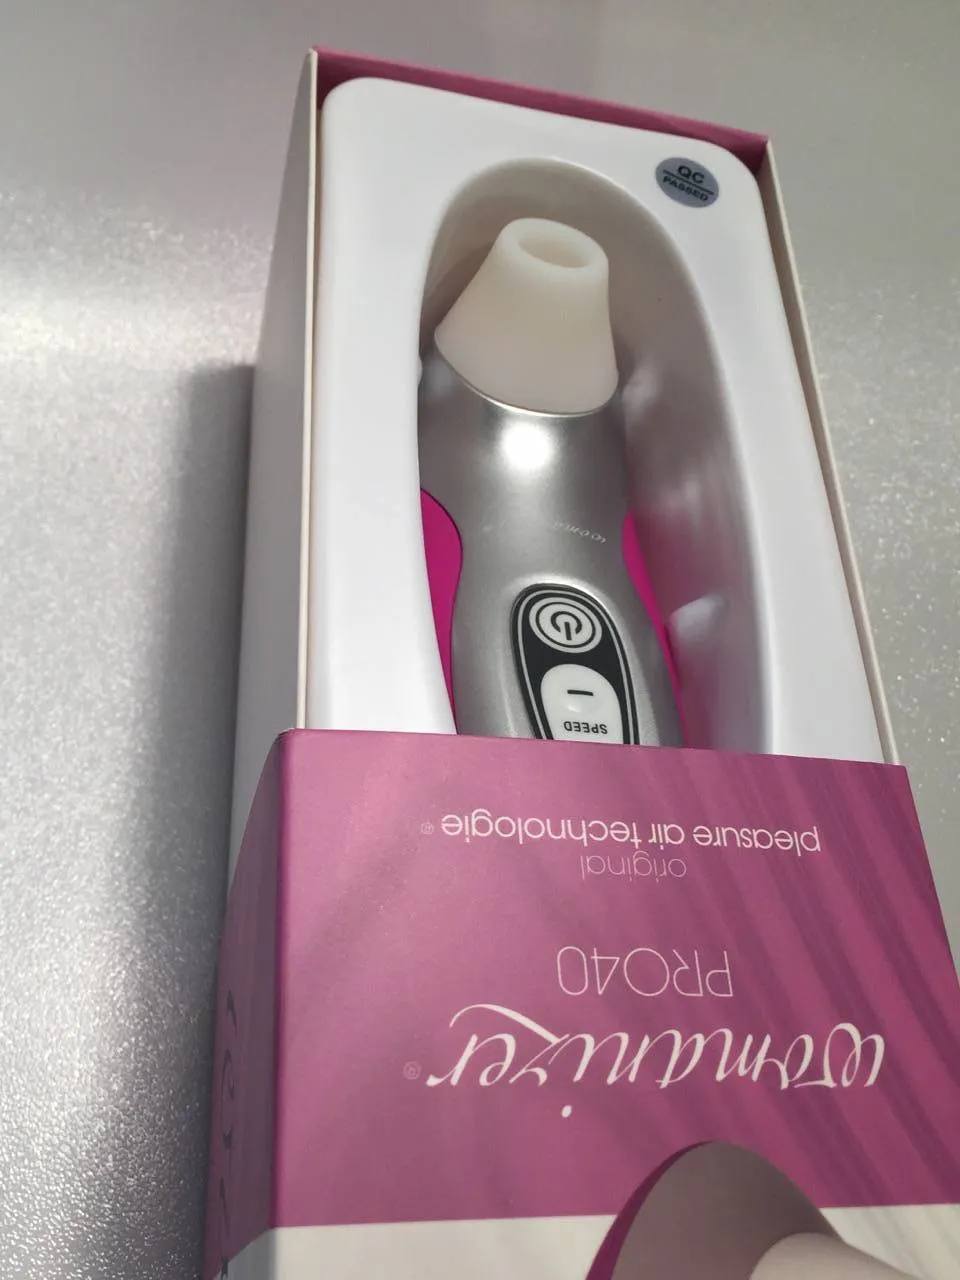 QC
PASSED
SPEED
womanizer®
PRO40
original
pleasure air technologie®